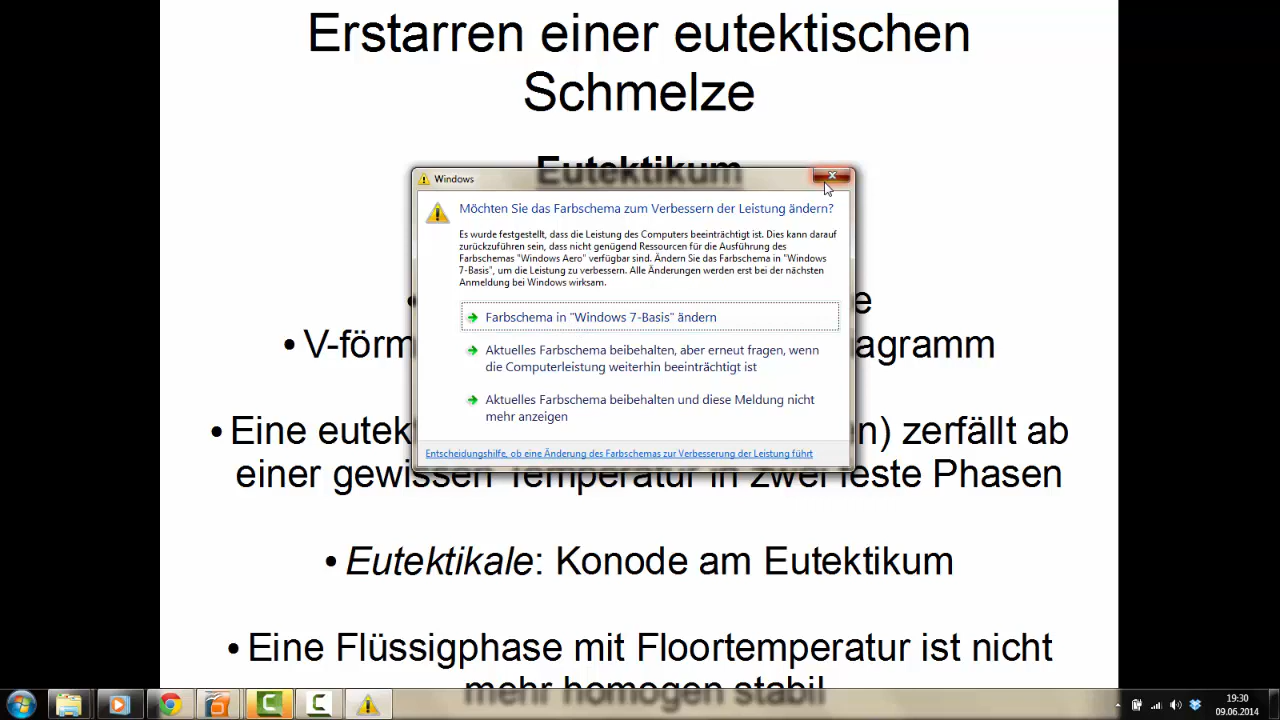 Erstarren einer eutektischen
Schmelze
Eutektikum
Windows
Möchten Sie das Farbschema zum Verbessern der Leistung ändern?
Es wurde festgestellt, dass die Leistung des Computers beeinträchtigt ist. Dies kann darauf
zurückzuführen sein, dass nicht genügend Ressourcen für die Ausführung des
Farbschemas "Windows Aero" verfügbar sind. Ändern Sie das Farbschema in "Windows
7-Basis", um die Leistung zu verbessern. Alle Änderungen werden erst bei der nächsten
Anmeldung bei Windows wirksam.
e
Farbschema in "Windows 7-Basis" ändern
• V-förm agramm
Aktuelles Farbschema beibehalten, aber erneut fragen, wenn
die Computerleistung weiterhin beeinträchtigt ist
Aktuelles Farbschema beibehalten und diese Meldung nicht
mehr anzeigen
• Eine eutek n) zerfällt ab
Entscheidungshilfe, ob eine Änderung des Farbschemas zur Verbesserung der Leistung führt
einer gewissen Temperatur in zwei feste Phasen
• Eutektikale: Konode am Eutektikum
• Eine Flüssigphase mit Floortemperatur ist nicht
mehr homogen stabil
19:30
09.06.2014